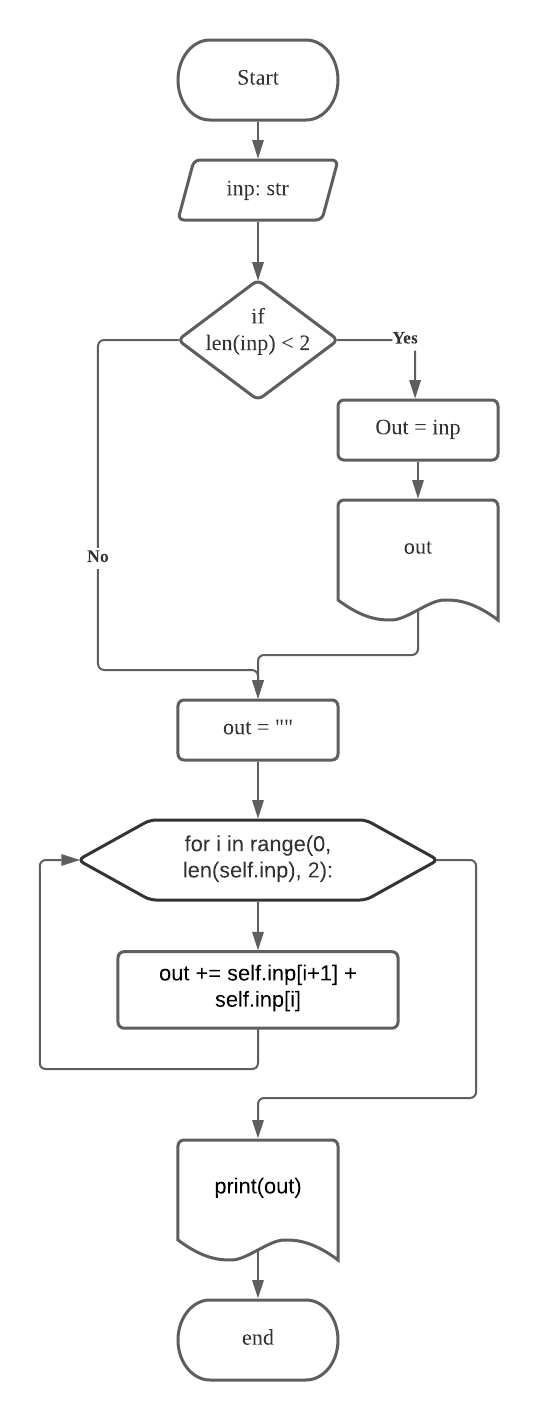 Start
inp: str
if
len(inp) < 2
Yes
Out = inp
out
No
out = ""
for i in range(0,
len(self.inp), 2):
out += self.inp[i+1] +
self.inp[i]
print(out)
end